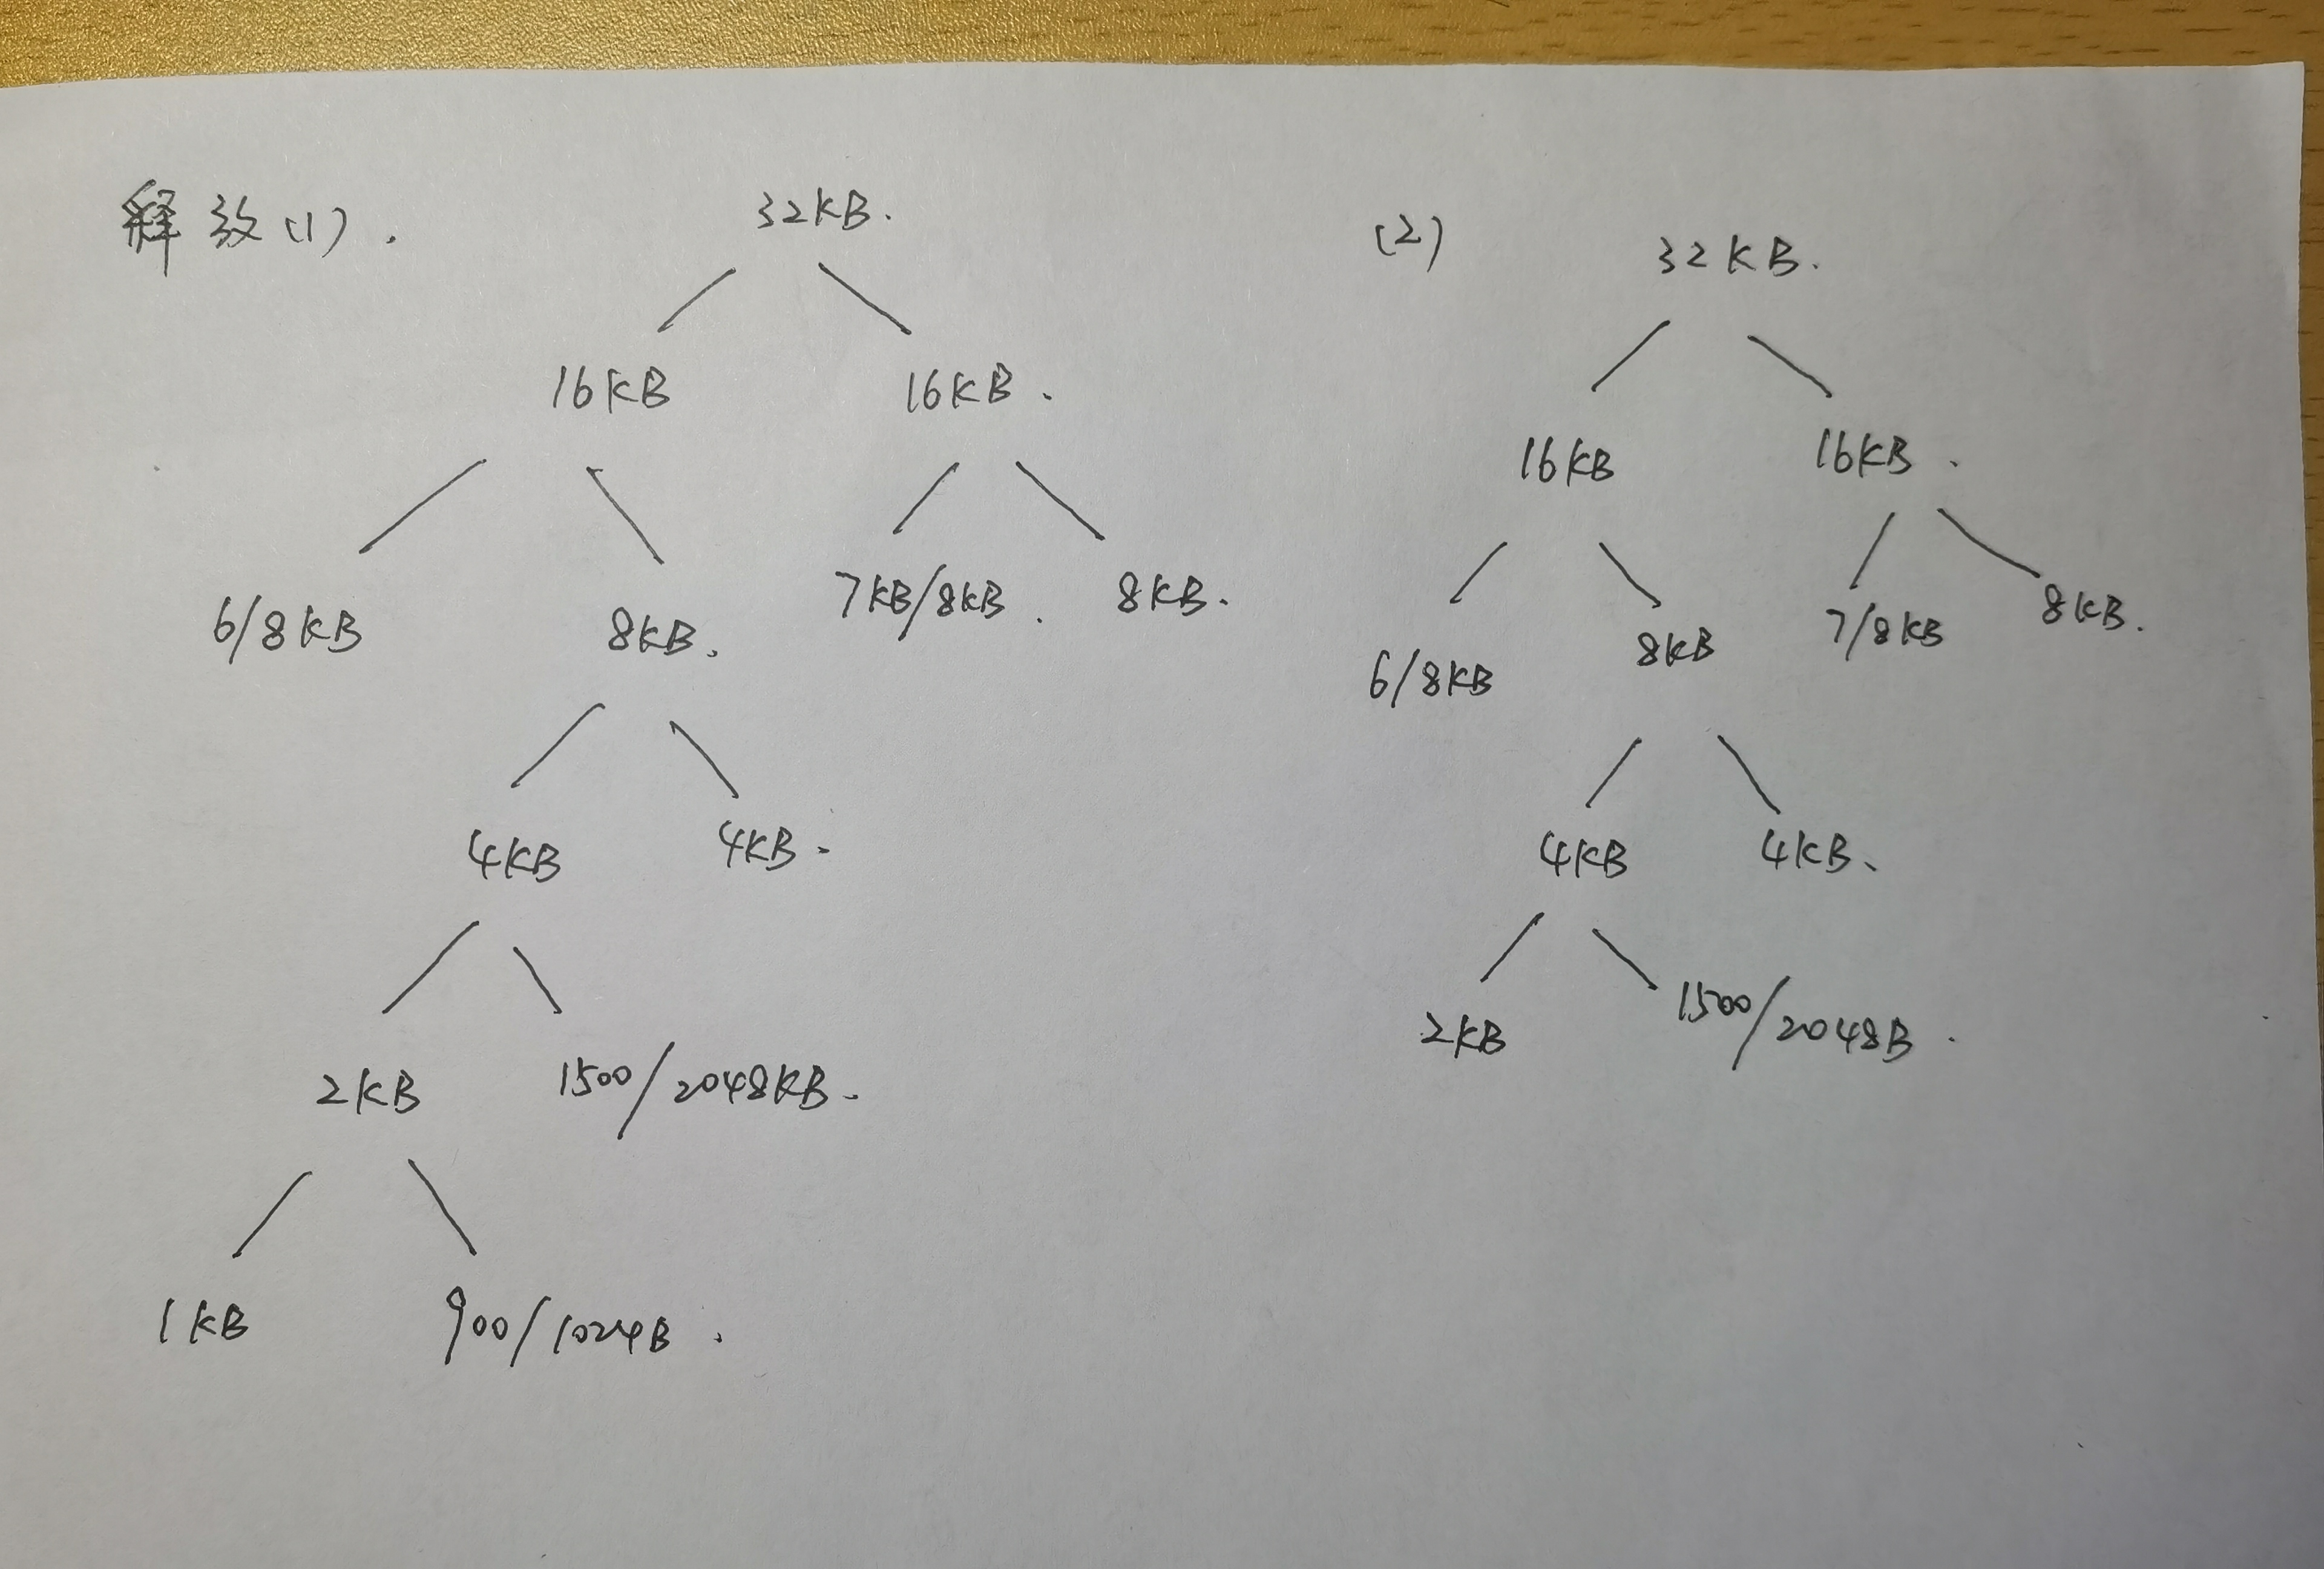 释放(1).
32KB.
16KB 16KB.
6/8KB 8KB. 7KB/8KB. 8KB.
4KB 4KB.
2KB 1500/2048KB.
1KB 900/1024B.
(2)
32KB.
16KB 16KB.
6/8KB 8KB 7/8KB 8KB.
4KB 4KB.
2KB 1500/2048B.